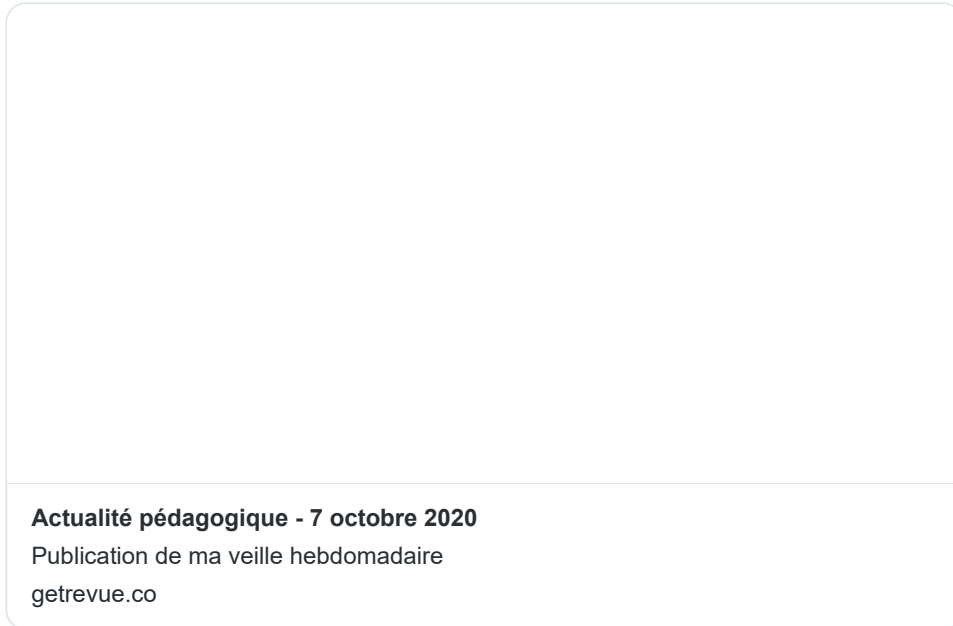 Actualité pédagogique - 7 octobre 2020
Publication de ma veille hebdomadaire
getrevue.co